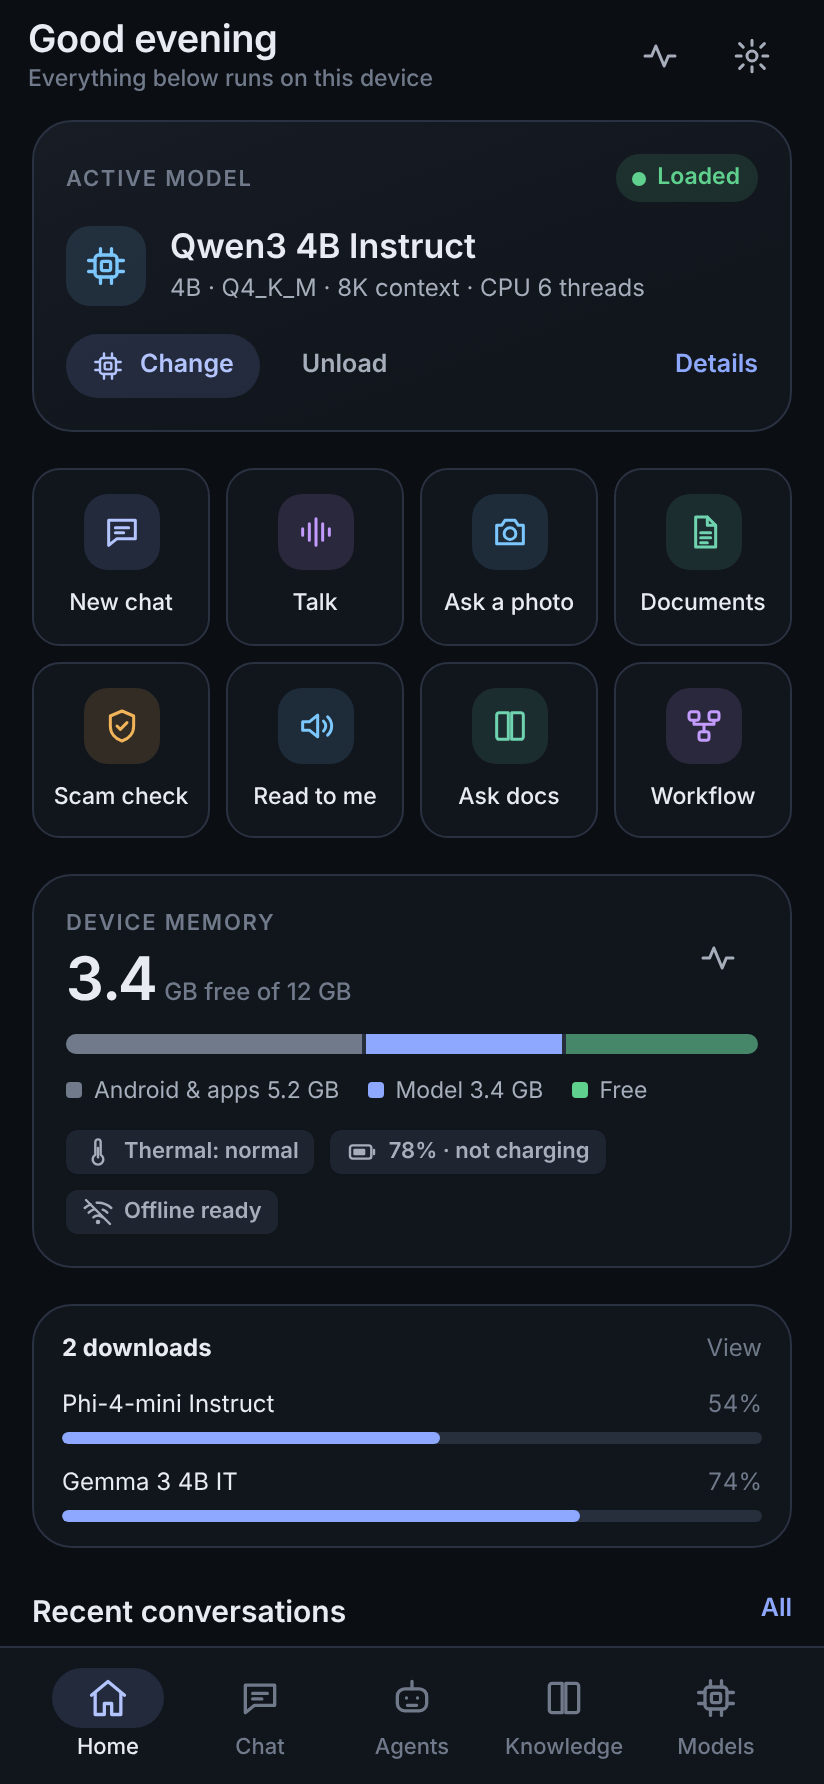 Good evening
Everything below runs on this device
ACTIVE MODEL
Loaded
Qwen3 4B Instruct
4B · Q4_K_M · 8K context · CPU 6 threads
Change
Unload
Details
New chat
Talk
Ask a photo
Documents
Scam check
Read to me
Ask docs
Workflow
DEVICE MEMORY
3.4 GB free of 12 GB
Android & apps 5.2 GB
Model 3.4 GB
Free
Thermal: normal
78% · not charging
Offline ready
2 downloads
View
Phi-4-mini Instruct
54%
Gemma 3 4B IT
74%
Recent conversations
All
Home
Chat
Agents
Knowledge
Models